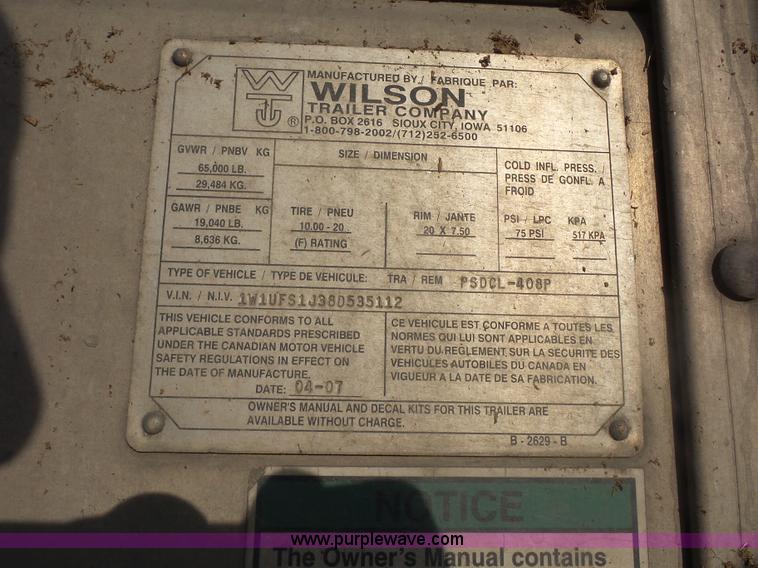 MANUFACTURED BY / FABRIQUE PAR:
WILSON
TRAILER COMPANY
P.O. BOX 2616 SIOUX CITY, IOWA 51106
1-800-798-2002/(712)252-6500
WT ®
GVWR / PNBV KG
65,000 LB.
29,484 KG.
GAWR / PNBE KG
19,040 LB.
8,636 KG.
SIZE / DIMENSION
TIRE / PNEU
10.00 - 20
(F) RATING
RIM / JANTE
20 X 7.50
COLD INFL. PRESS. /
PRESS DE GONFL. A
FROID
PSI / LPC KPA
75 PSI 517 KPA
TYPE OF VEHICLE / TYPE DE VEHICULE: TRA / REM PSDCL-408P
V.I.N. / N.I.V. 1W1UFS1J38D535112
THIS VEHICLE CONFORMS TO ALL
APPLICABLE STANDARDS PRESCRIBED
UNDER THE CANADIAN MOTOR VEHICLE
SAFETY REGULATIONS IN EFFECT ON
THE DATE OF MANUFACTURE.
DATE: 04-07
CE VEHICULE EST CONFORME A TOUTES LES
NORMES QUI LUI SONT APPLICABLES EN
VERTU DU REGLEMENT SUR LA SECURITE DES
VEHICULES AUTOBILES DU CANADA EN
VIGUEUR A LA DATE DE SA FABRICATION.
OWNER'S MANUAL AND DECAL KITS FOR THIS TRAILER ARE
AVAILABLE WITHOUT CHARGE.
B - 2629 - B
NOTICE
www.purplewave.com
The Owner's Manual contains